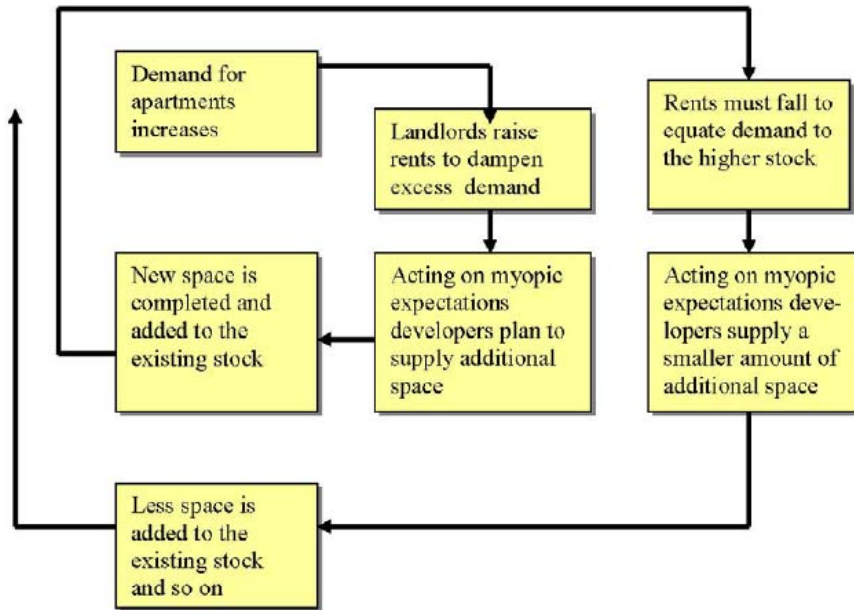 Demand for
apartments
increases
Landlords raise
rents to dampen
excess demand
Rents must fall to
equate demand to
the higher stock
New space is
completed and
added to the
existing stock
Acting on myopic
expectations
developers plan to
supply additional
space
Acting on myopic
expectations deve-
lopers supply a
smaller amount of
additional space
Less space is
added to the
existing stock
and so on